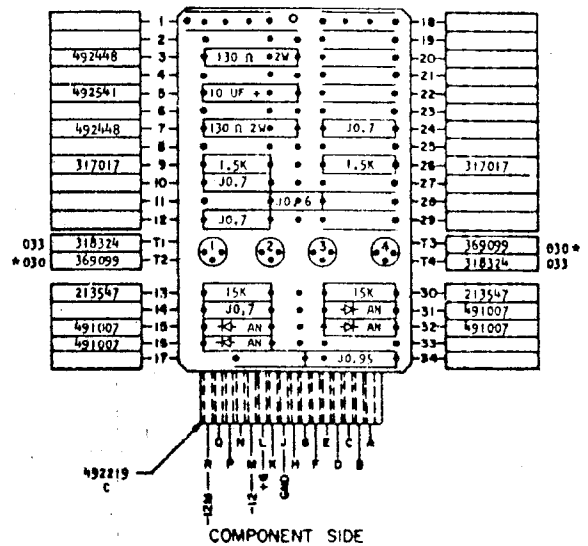 1 18
2 19
492448 3 130 Ω 2W 20
4 21
492541 5 10 UF + 22
6 23
492448 7 130 Ω 2W J0.7 24
8 25
317017 9 1.5K 1.5K 26 317017
10 J0.7 27
11 J0.6 28
12 J0.7 29
033 318324 T1 1 2 3 4 T3 369099 030*
*030 369099 T2 T4 318324 033
213547 13 15K 15K 30 213547
14 J0.7 AN 31 491007
491007 15 AN AN 32 491007
491007 16 AN 33
17 J0.95 34
Q N L J G E C A
R P M K H F D B
492219
C
-12M -12 +6 GND
COMPONENT SIDE